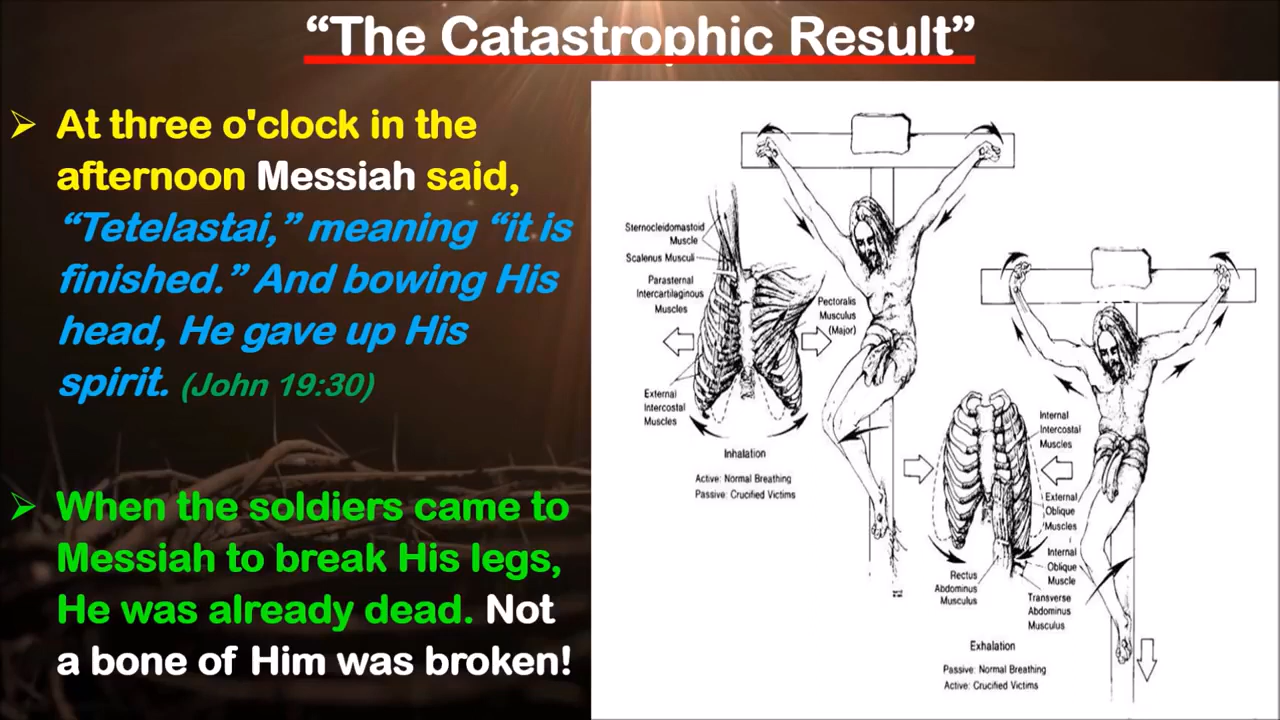 “The Catastrophic Result”
➢ At three o'clock in the
afternoon Messiah said,
“Tetelastai,” meaning “it is
finished.” And bowing His
head, He gave up His
spirit. (John 19:30)
➢ When the soldiers came to
Messiah to break His legs,
He was already dead. Not
a bone of Him was broken!
Sternocleidomastoid
Muscle
Scalenus Musculi
Parasternal
Intercartilaginous
Muscles
Pectoralis
Musculus
(Major)
External
Intercostal
Muscles
Inhalation
Active: Normal Breathing
Passive: Crucified Victims
Internal
Intercostal
Muscles
External
Oblique
Muscles
Internal
Oblique
Muscle
Rectus
Abdominus
Musculus
Transverse
Abdominus
Musculus
Exhalation
Passive: Normal Breathing
Active: Crucified Victims